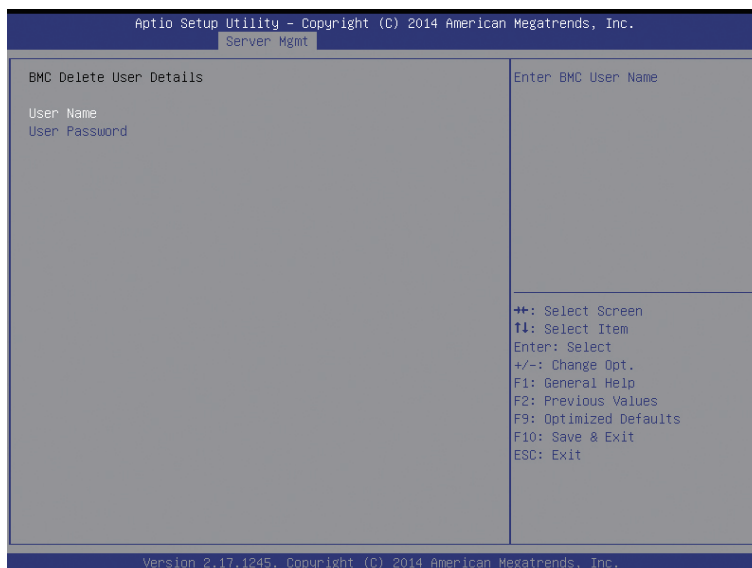 Aptio Setup Utility – Copyright (C) 2014 American Megatrends, Inc.
Server Mgmt
BMC Delete User Details
User Name
User Password
Enter BMC User Name
→←: Select Screen
↑↓: Select Item
Enter: Select
+/-: Change Opt.
F1: General Help
F2: Previous Values
F9: Optimized Defaults
F10: Save & Exit
ESC: Exit
Version 2.17.1245. Copyright (C) 2014 American Megatrends, Inc.